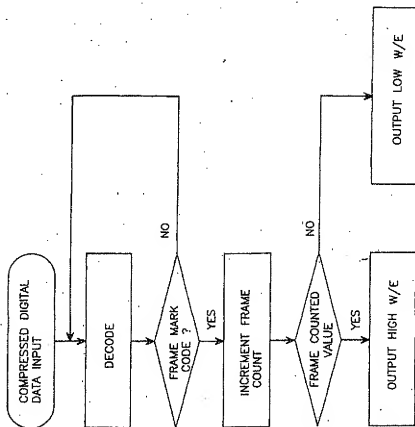 COMPRESSED DIGITAL
DATA INPUT
DECODE
FRAME MARK
CODE ?
NO
YES
INCREMENT FRAME
COUNT
FRAME COUNTED
VALUE
NO
YES
OUTPUT HIGH W/E
OUTPUT LOW W/E